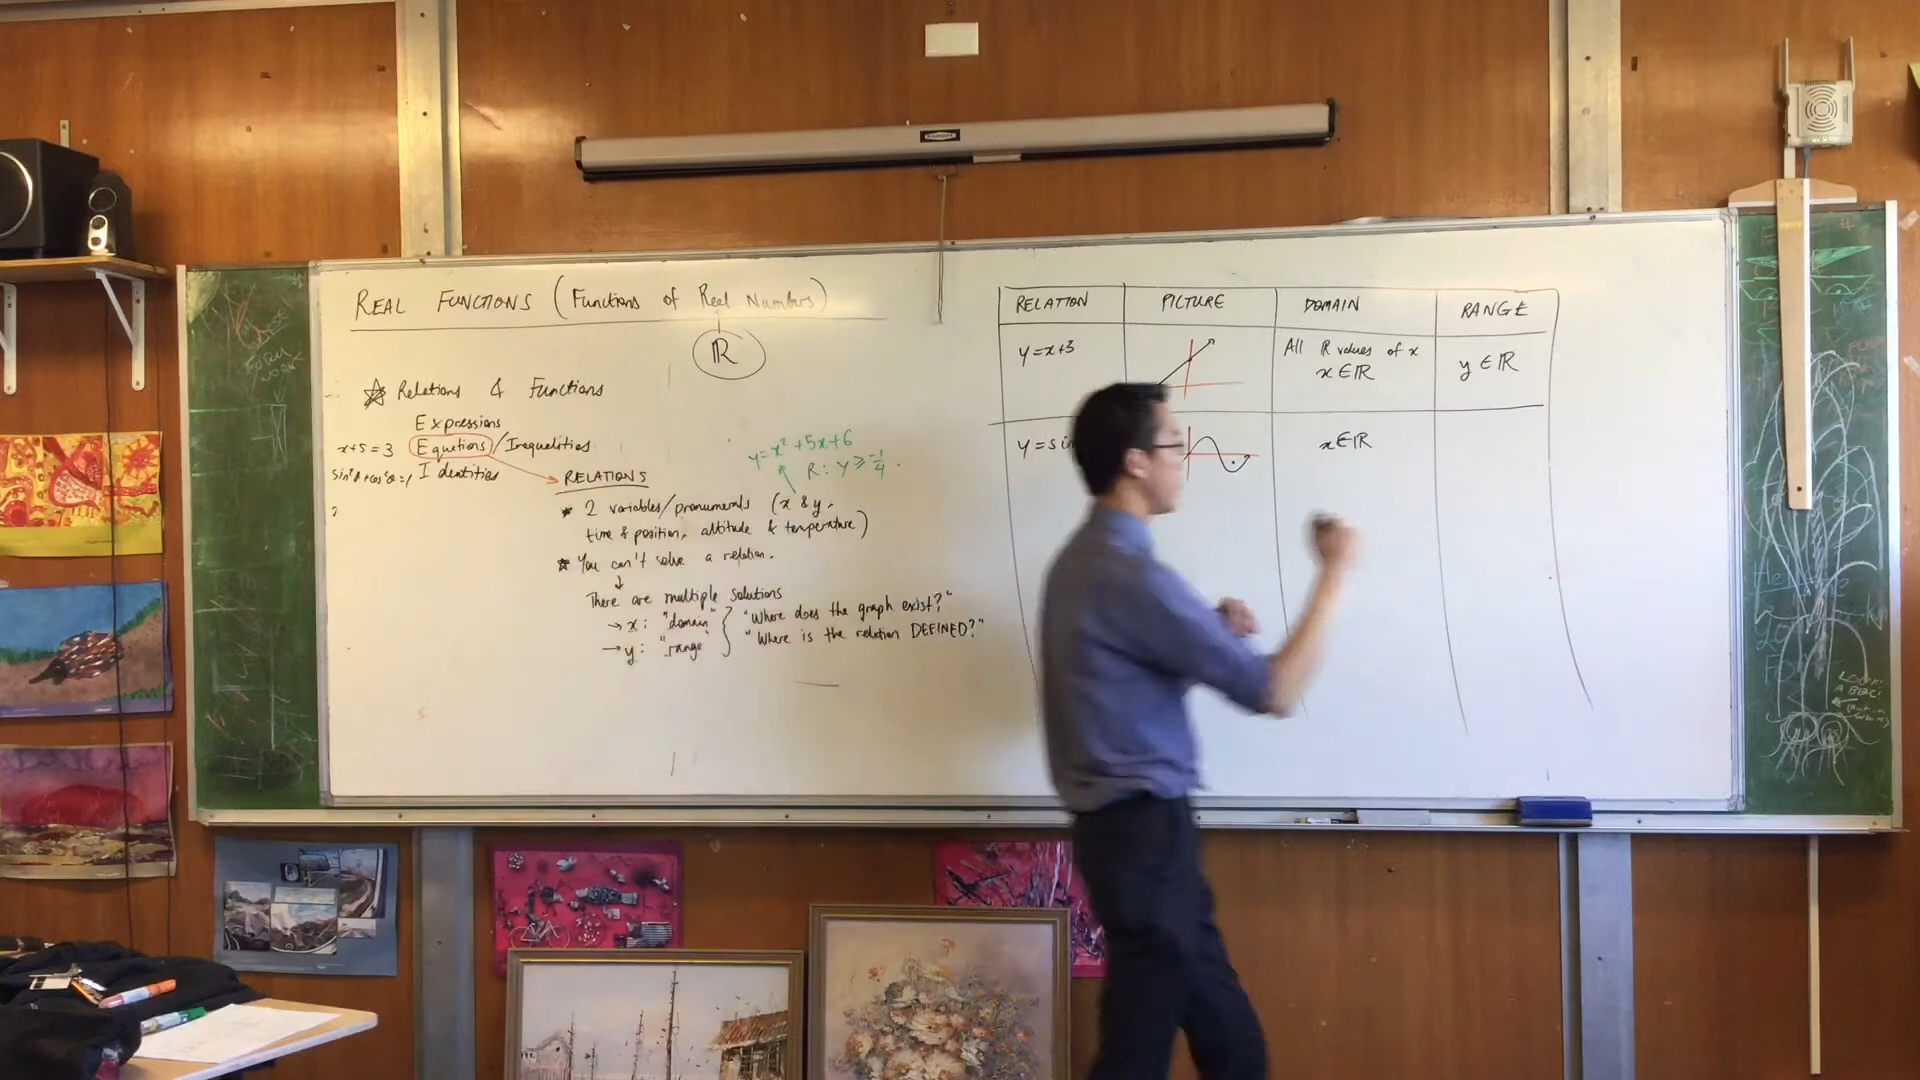 REAL FUNCTIONS (Functions of Real Numbers)
ℝ
Relations & Functions
Expressions
x+5=3 Equations/Inequalities
sin²θ+cos²θ=1 Identities
RELATIONS
y=x²+5x+6
R: y ≥ -1/4
* 2 variables/pronumerals (x & y,
time & position, altitude & temperature)
* You can't solve a relation.
↓
There are multiple solutions
→ x: "domain" } "Where does the graph exist?"
→ y: "range" } "Where is the relation DEFINED?"
RELATION PICTURE DOMAIN RANGE
y=x+3 All ℝ values of x
x∈ℝ y∈ℝ
y=sin x∈ℝ